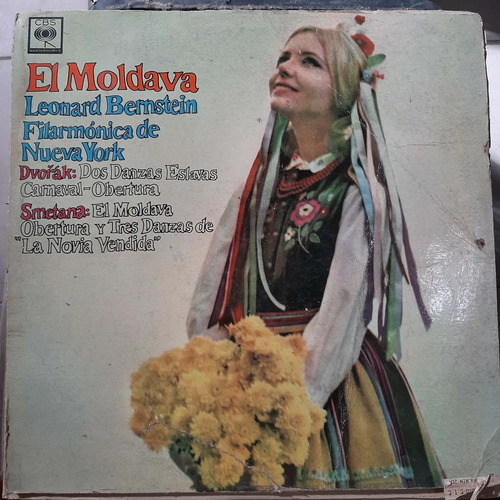 CBS
El Moldava
Leonard Bernstein
Filarmónica de
Nueva York
Dvořák: Dos Danzas Eslavas
Carnaval-Obertura
Smetana: El Moldava
Obertura y Tres Danzas de
"La Novia Vendida"